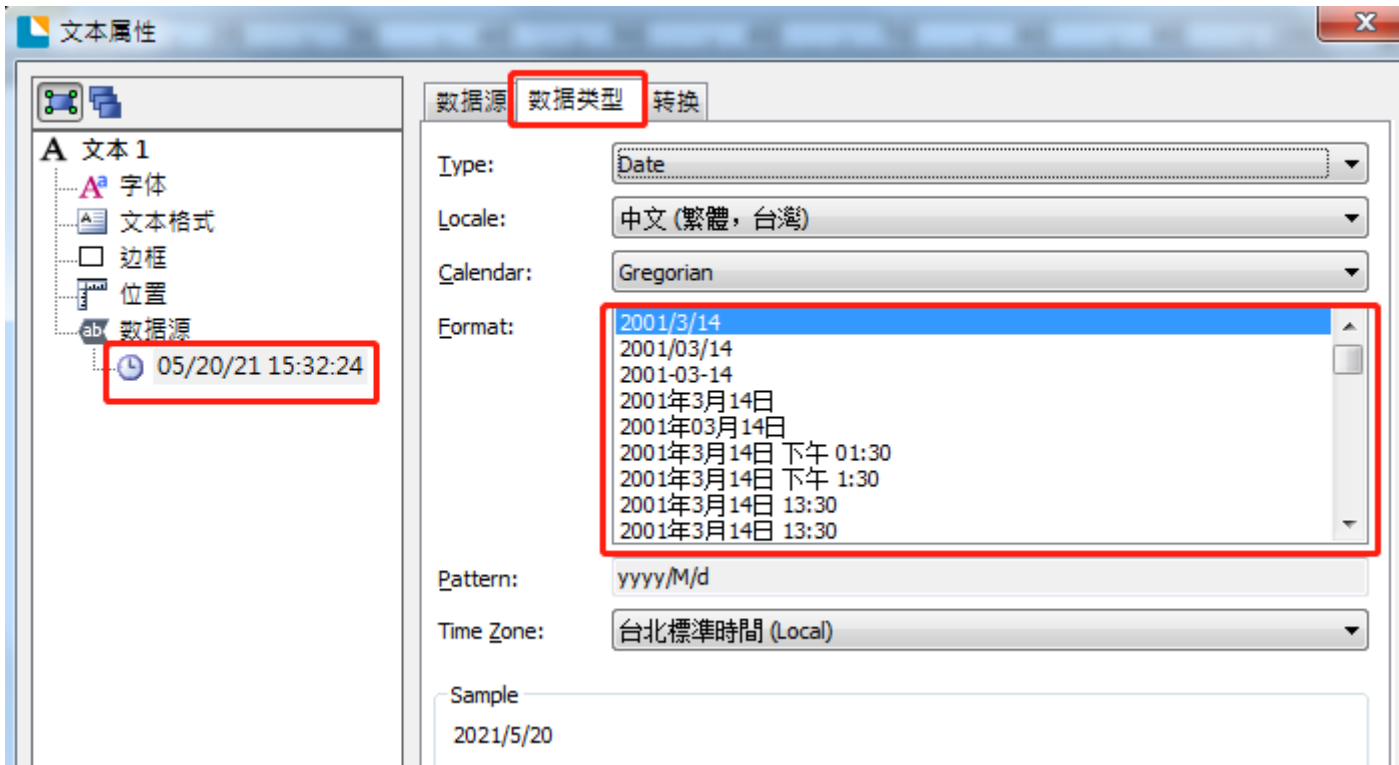 文本属性
数据源 数据类型 转换
A 文本 1
字体
文本格式
边框
位置
数据源
05/20/21 15:32:24
Type: Date
Locale: 中文 (繁體，台灣)
Calendar: Gregorian
Format:
2001/3/14
2001/03/14
2001-03-14
2001年3月14日
2001年03月14日
2001年3月14日 下午 01:30
2001年3月14日 下午 1:30
2001年3月14日 13:30
2001年3月14日 13:30
Pattern: yyyy/M/d
Time Zone: 台北標準時間 (Local)
Sample
2021/5/20